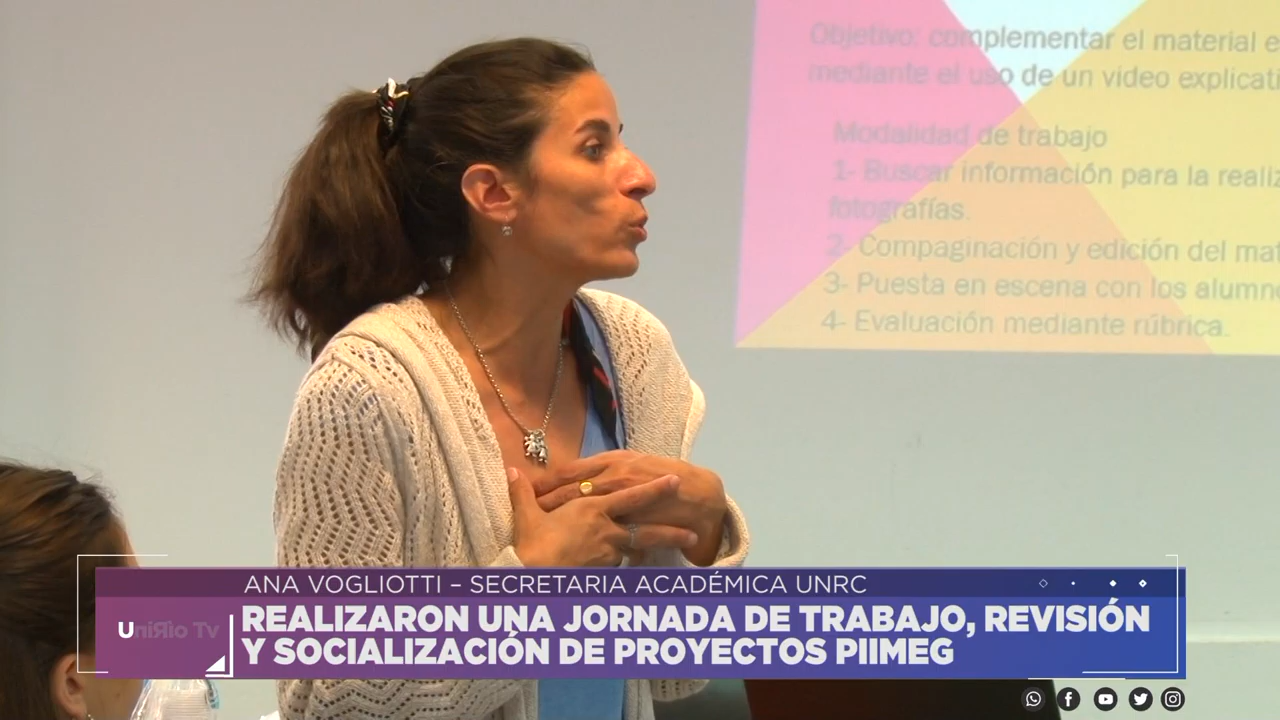 Objetivo: complementar el material e
mediante el uso de un video explicati
Modalidad de trabajo
1- Buscar información para la realiz
fotografías.
2- Compaginación y edición del mat
3- Puesta en escena con los alumno
4- Evaluación mediante rúbrica.
ANA VOGLIOTTI – SECRETARIA ACADÉMICA UNRC
UniRio Tv
REALIZARON UNA JORNADA DE TRABAJO, REVISIÓN
Y SOCIALIZACIÓN DE PROYECTOS PIIMEG